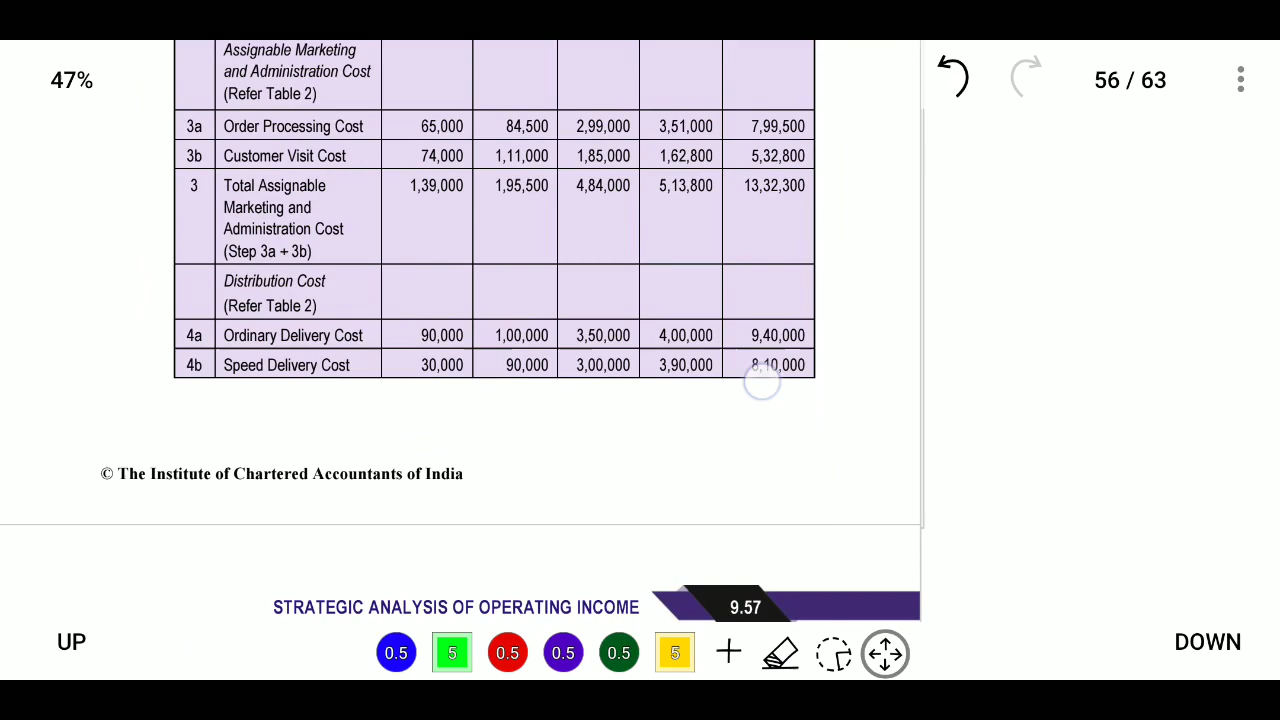 47%
56 / 63
Assignable Marketing
and Administration Cost
(Refer Table 2)
3a Order Processing Cost 65,000 84,500 2,99,000 3,51,000 7,99,500
3b Customer Visit Cost 74,000 1,11,000 1,85,000 1,62,800 5,32,800
3 Total Assignable 1,39,000 1,95,500 4,84,000 5,13,800 13,32,300
Marketing and
Administration Cost
(Step 3a + 3b)
Distribution Cost
(Refer Table 2)
4a Ordinary Delivery Cost 90,000 1,00,000 3,50,000 4,00,000 9,40,000
4b Speed Delivery Cost 30,000 90,000 3,00,000 3,90,000 8,10,000
© The Institute of Chartered Accountants of India
STRATEGIC ANALYSIS OF OPERATING INCOME 9.57
UP
0.5 5 0.5 0.5 0.5 5
DOWN